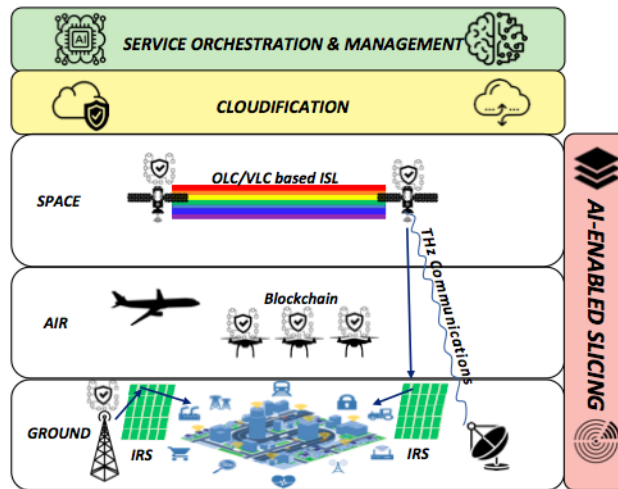 AI
SERVICE ORCHESTRATION & MANAGEMENT
CLOUDIFICATION
SPACE
OLC/VLC based ISL
THz Communications
AIR
Blockchain
GROUND
IRS
IRS
AI-ENABLED SLICING